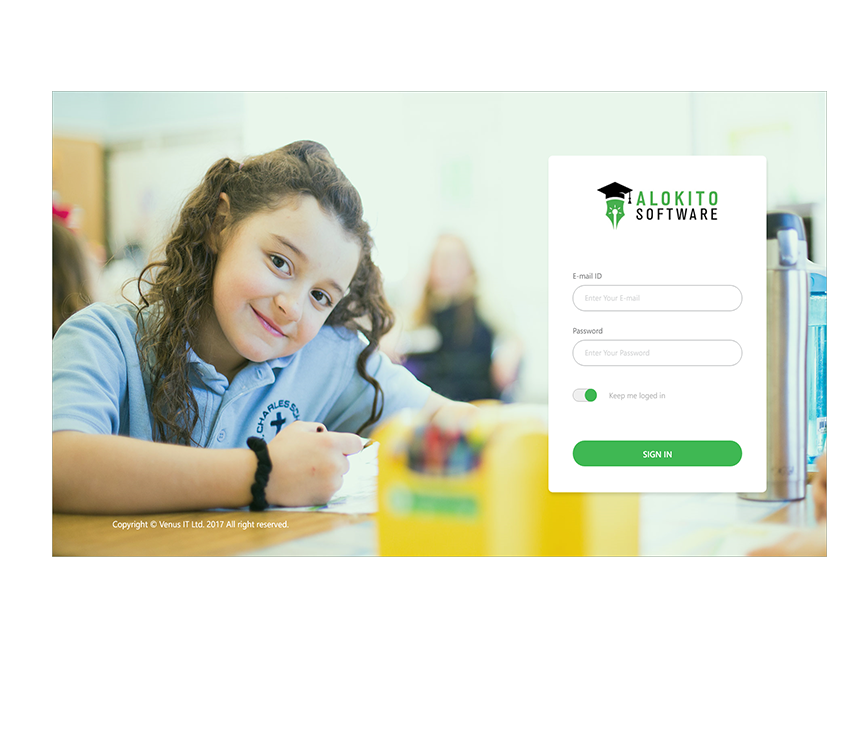 ALOKITO
SOFTWARE
E-mail ID
Enter Your E-mail
Password
Enter Your Password
Keep me loged in
SIGN IN
CHARLES SCH
Copyright © Venus IT Ltd. 2017 All right reserved.